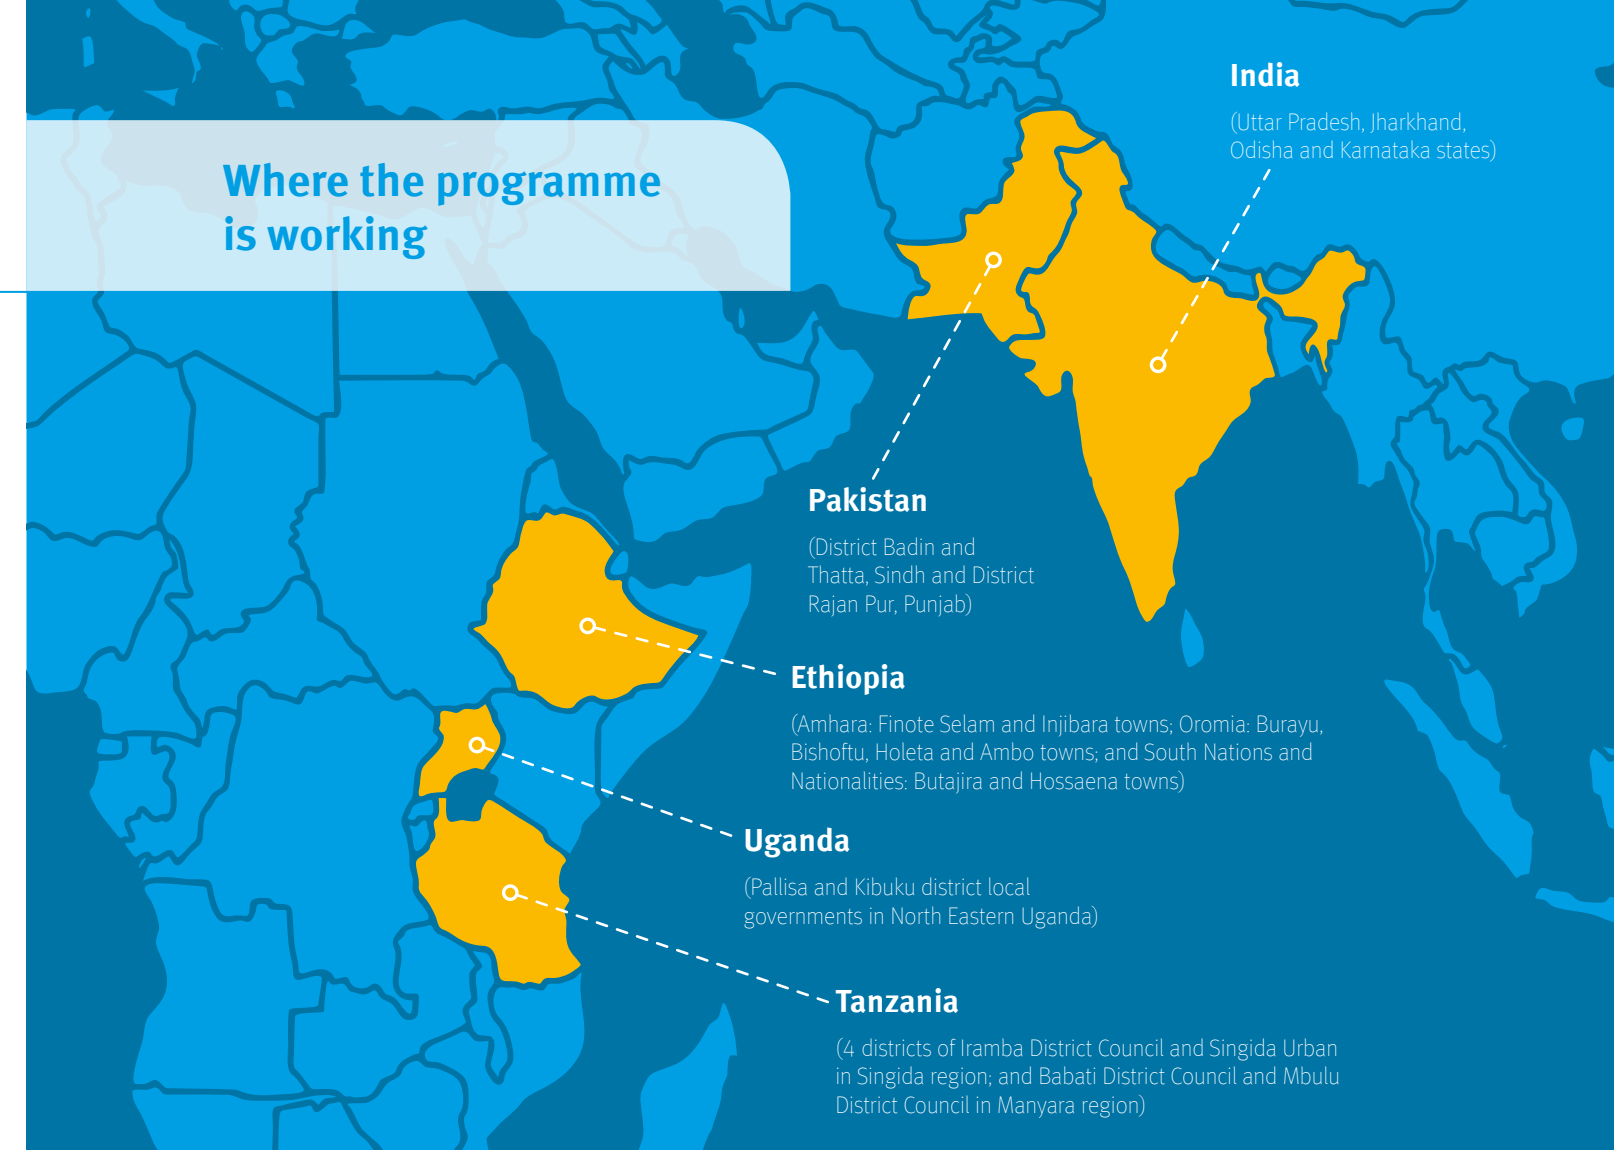 Where the programme
is working
India
(Uttar Pradesh, Jharkhand,
Odisha and Karnataka states)
Pakistan
(District Badin and
Thatta, Sindh and District
Rajan Pur, Punjab)
Ethiopia
(Amhara: Finote Selam and Injibara towns; Oromia: Burayu,
Bishoftu, Holeta and Ambo towns; and South Nations and
Nationalities: Butajira and Hossaena towns)
Uganda
(Pallisa and Kibuku district local
governments in North Eastern Uganda)
Tanzania
(4 districts of Iramba District Council and Singida Urban
in Singida region; and Babati District Council and Mbulu
District Council in Manyara region)